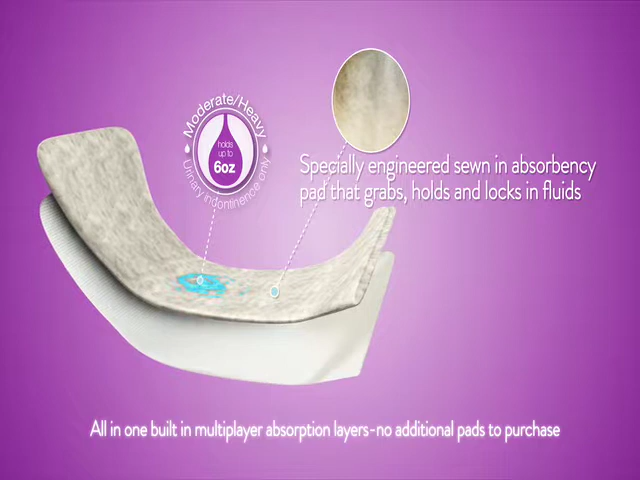 Moderate/Heavy
holds
up to
6oz
Urinary indontinence only
Specially engineered sewn in absorbency
pad that grabs, holds and locks in fluids
All in one built in multiplayer absorption layers-no additional pads to purchase